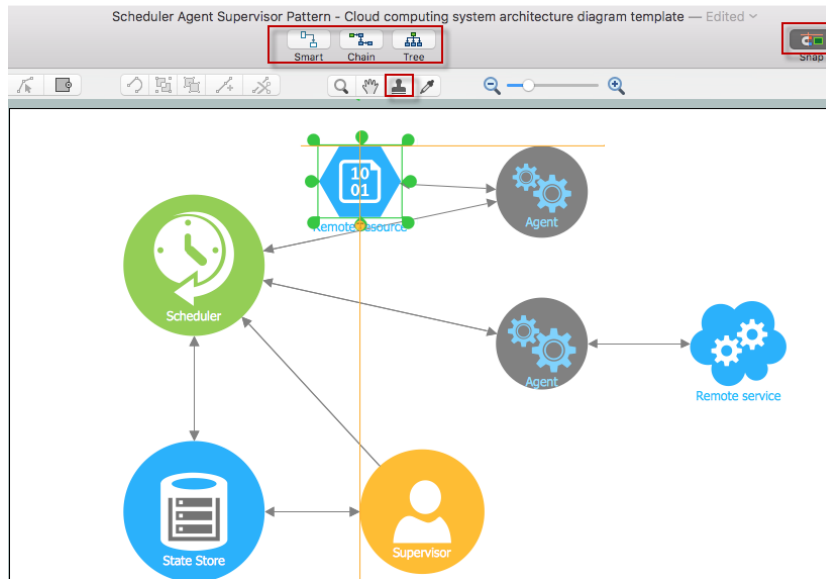 Scheduler Agent Supervisor Pattern - Cloud computing system architecture diagram template — Edited
Smart Chain Tree Snap
10
01
Remote resource
Agent
Scheduler
Agent
Remote service
State Store
Supervisor